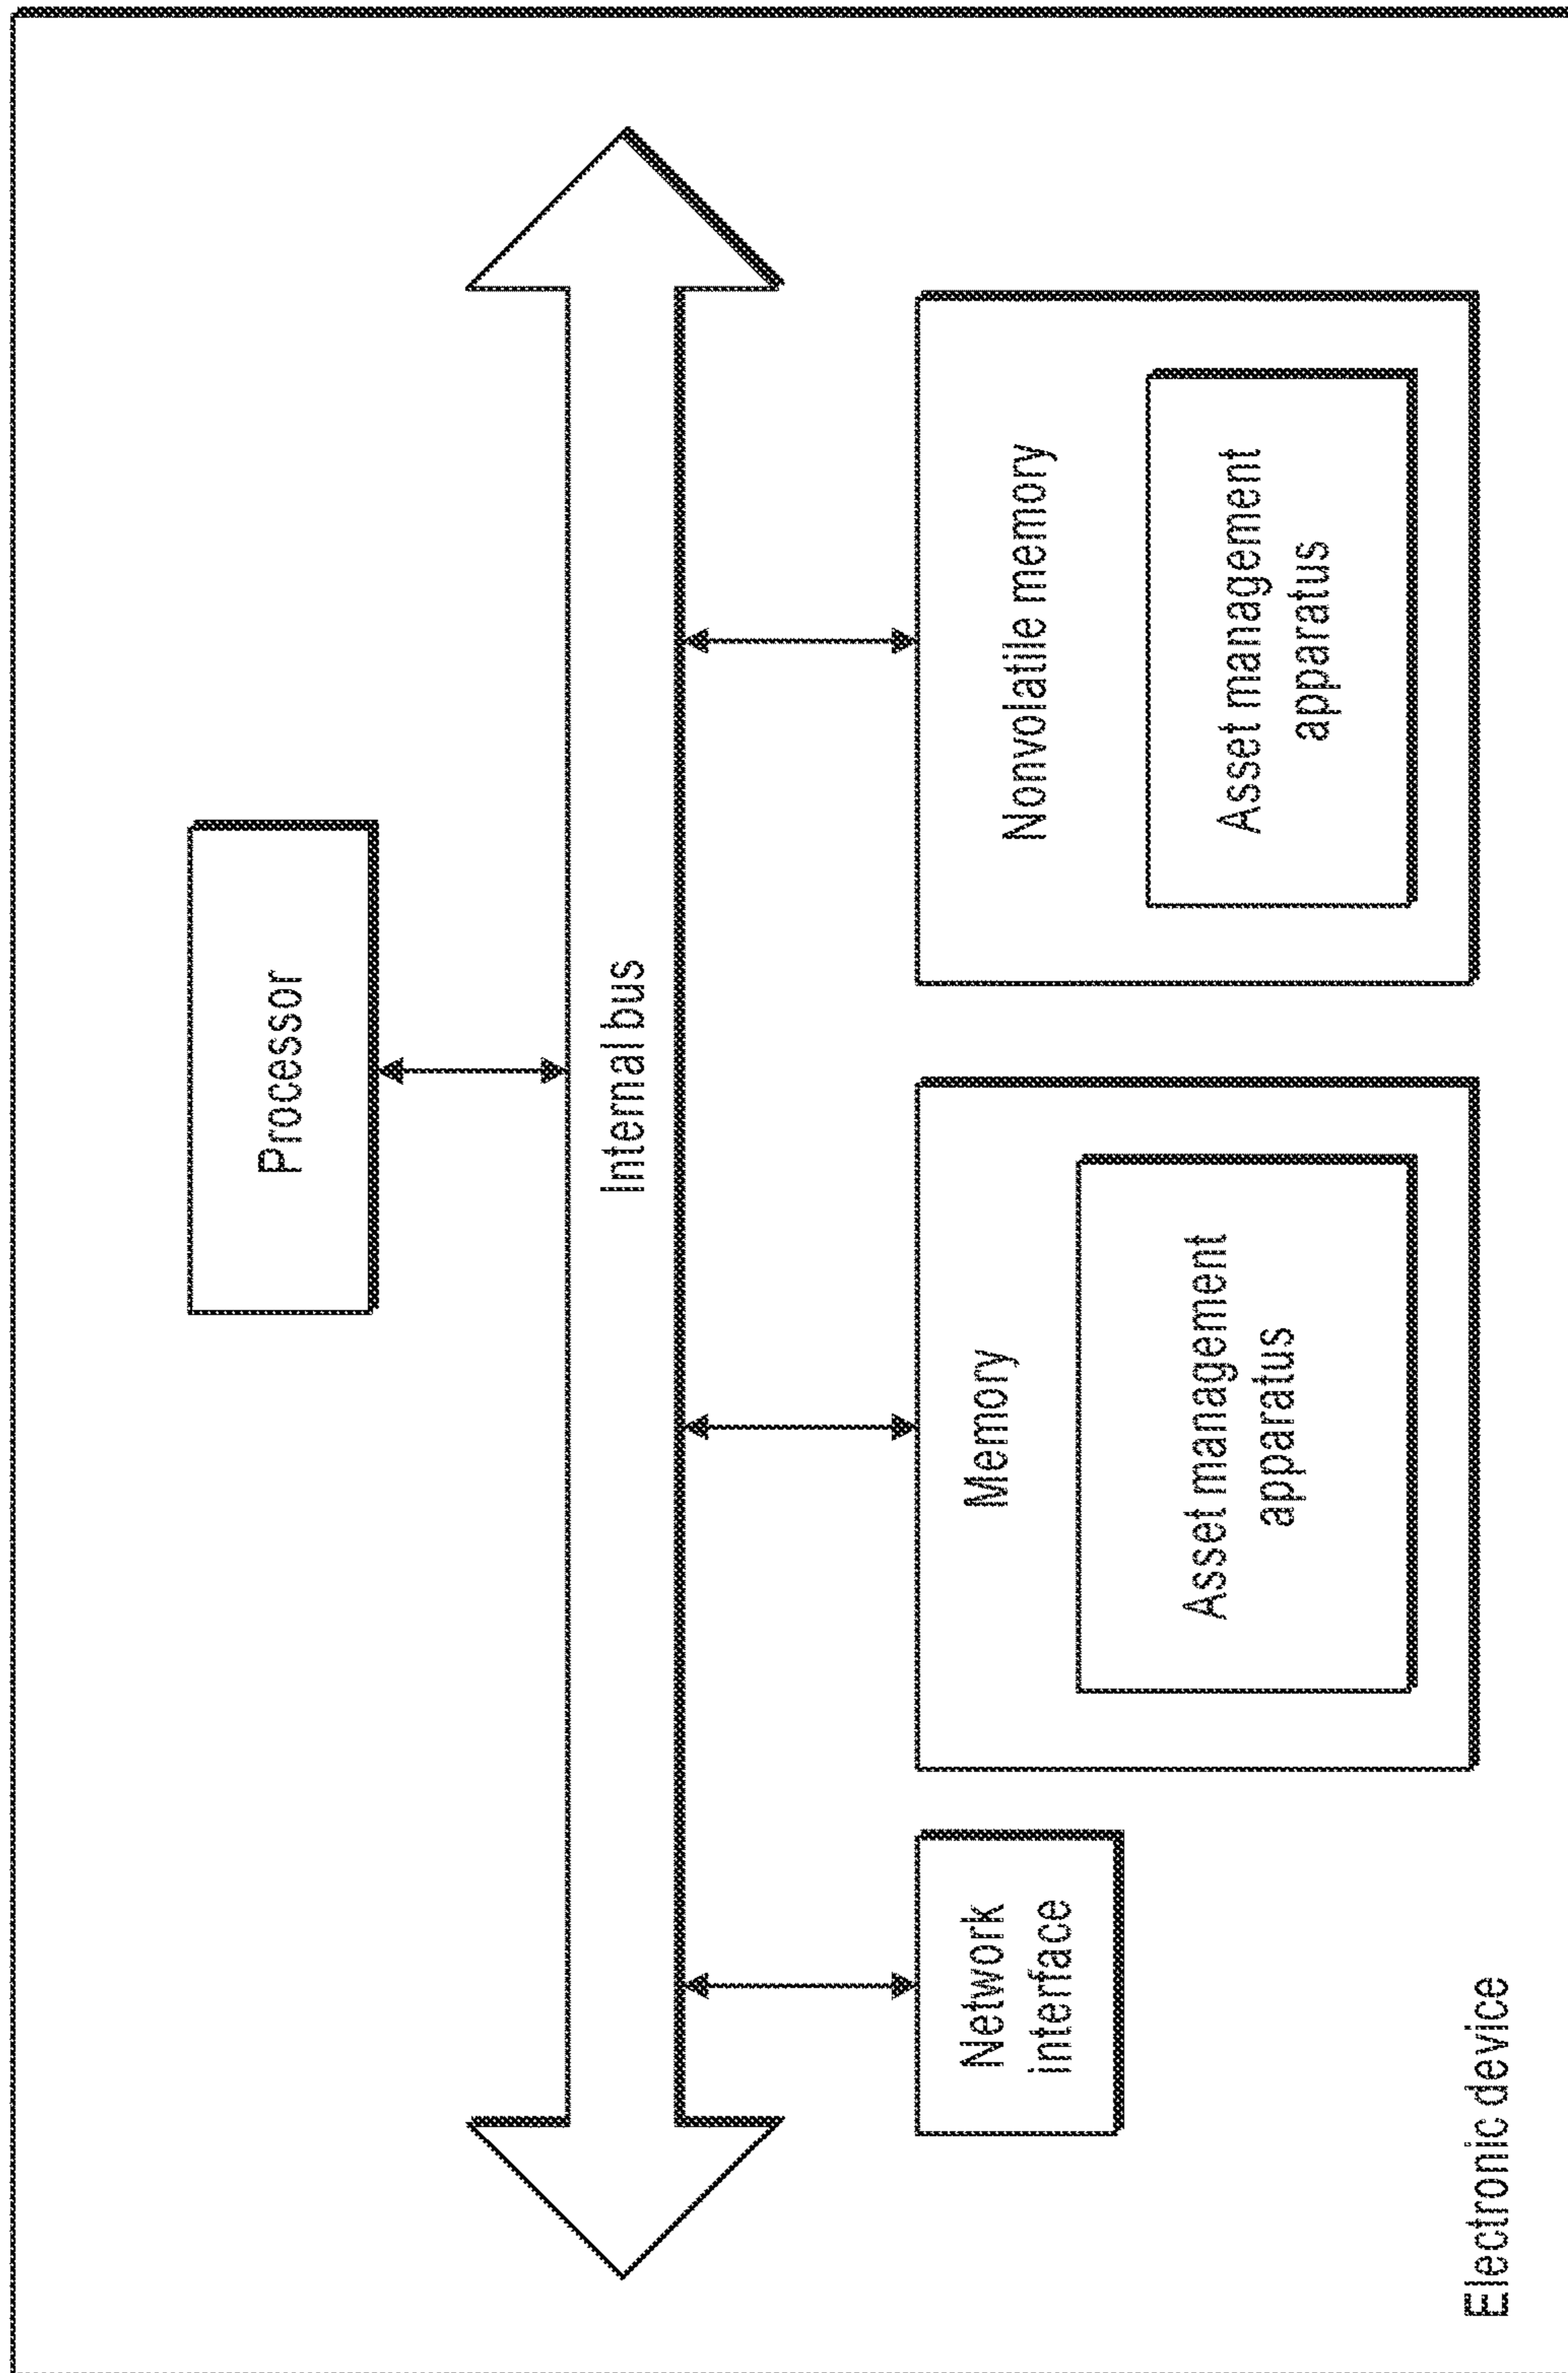 Processor
Internal bus
Network
interface
Memory
Asset management
apparatus
Nonvolatile memory
Asset management
apparatus
Electronic device